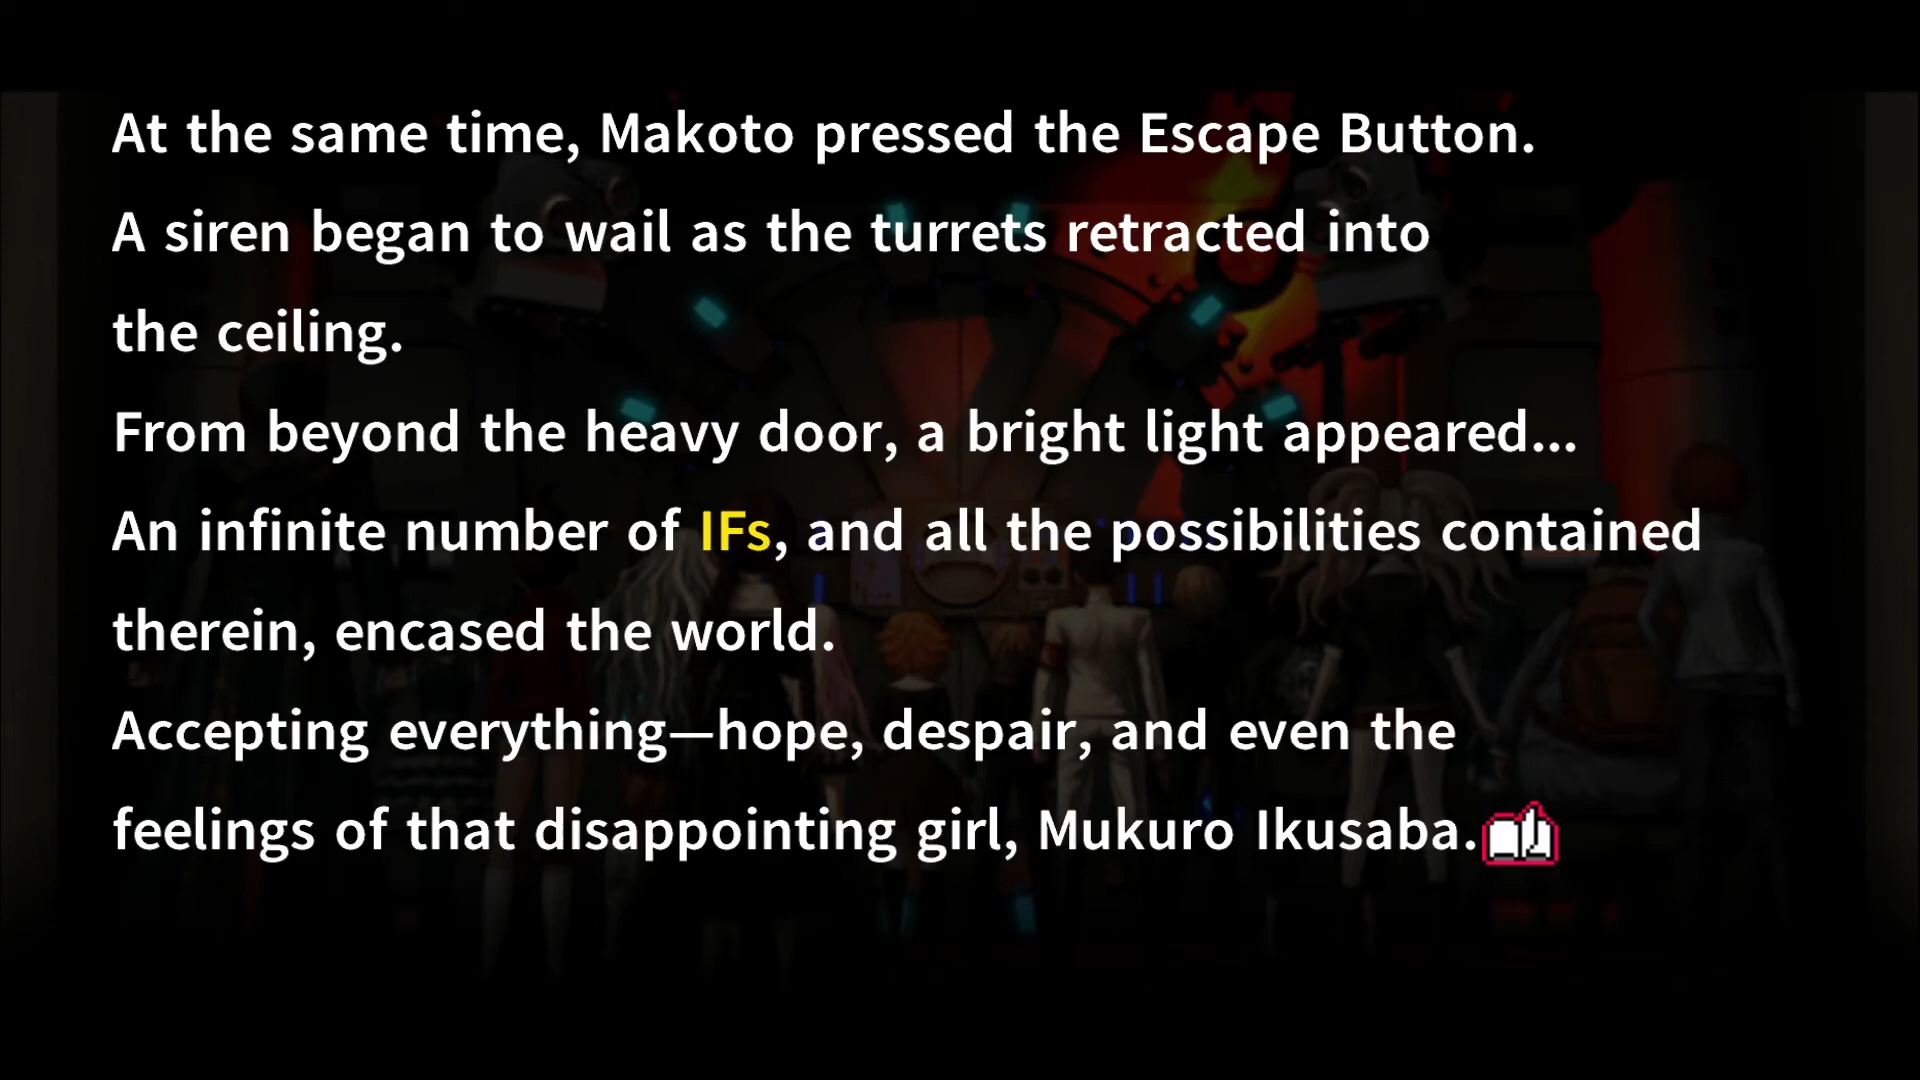 At the same time, Makoto pressed the Escape Button.
A siren began to wail as the turrets retracted into
the ceiling.
From beyond the heavy door, a bright light appeared...
An infinite number of IFs, and all the possibilities contained
therein, encased the world.
Accepting everything—hope, despair, and even the
feelings of that disappointing girl, Mukuro Ikusaba.